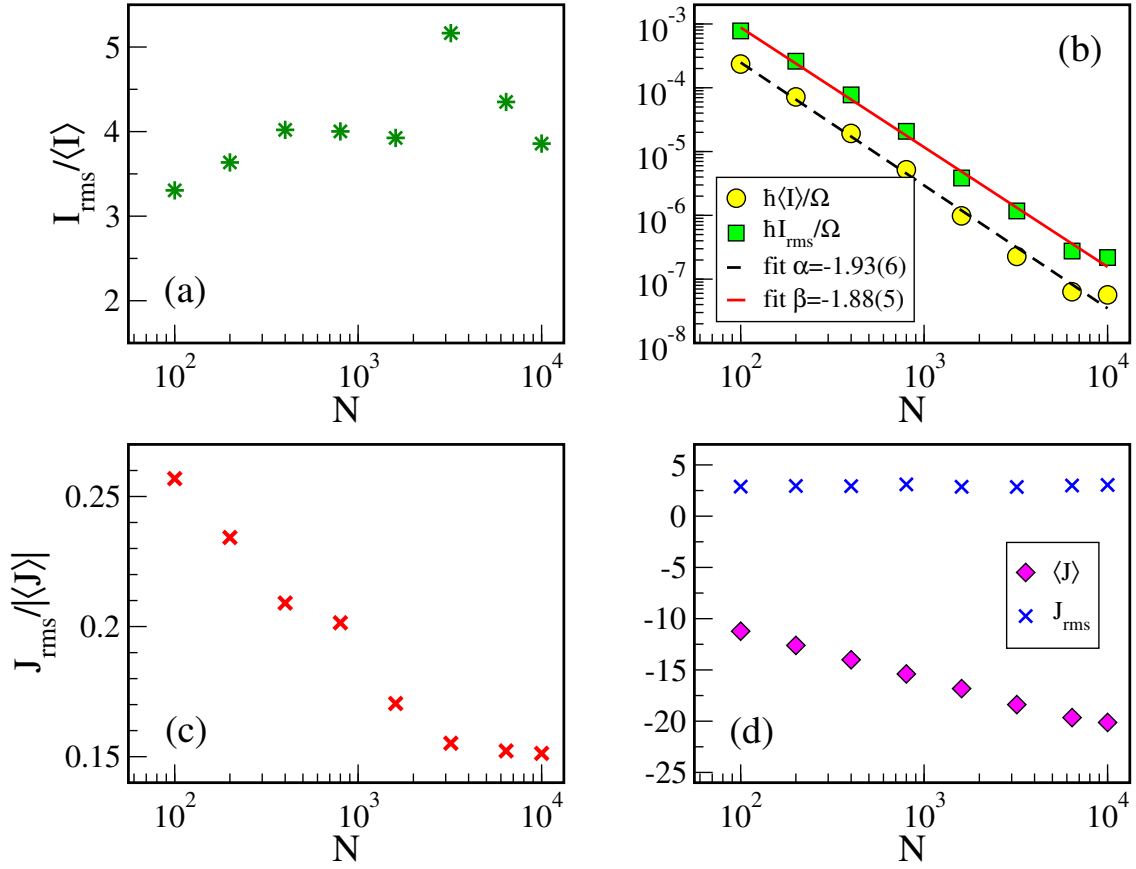 5
4
3
2
I_rms/⟨I⟩
(a)
10^2 10^3 10^4
N
10^-3
10^-4
10^-5
10^-6
10^-7
10^-8
(b)
ħ⟨I⟩/Ω
ħI_rms/Ω
fit α=-1.93(6)
fit β=-1.88(5)
10^2 10^3 10^4
N
0.25
0.2
0.15
J_rms/|⟨J⟩|
(c)
10^2 10^3 10^4
N
5
0
-5
-10
-15
-20
-25
⟨J⟩
J_rms
(d)
10^2 10^3 10^4
N